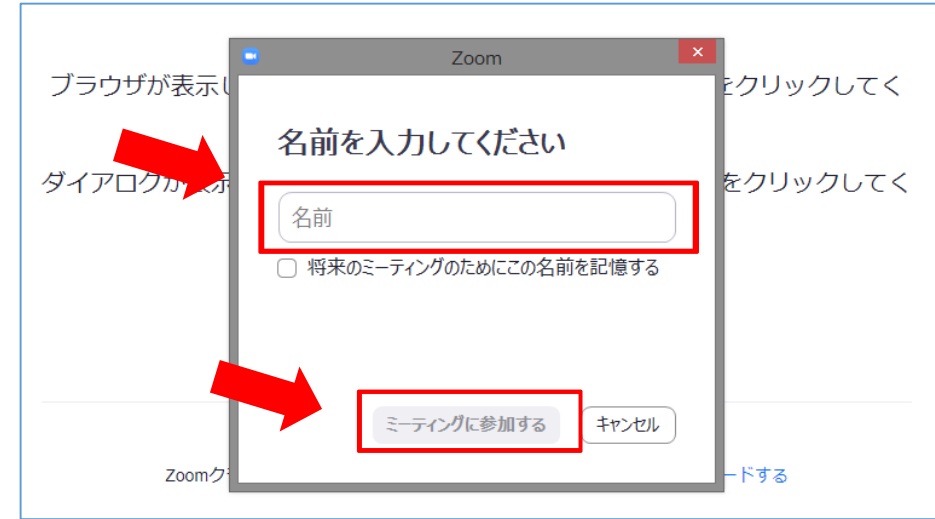 Zoom
ブラウザが表示し
をクリックしてく
名前を入力してください
ダイアログが表示
をクリックしてく
名前
将来のミーティングのためにこの名前を記憶する
ミーティングに参加する
キャンセル
Zoomク
ードする